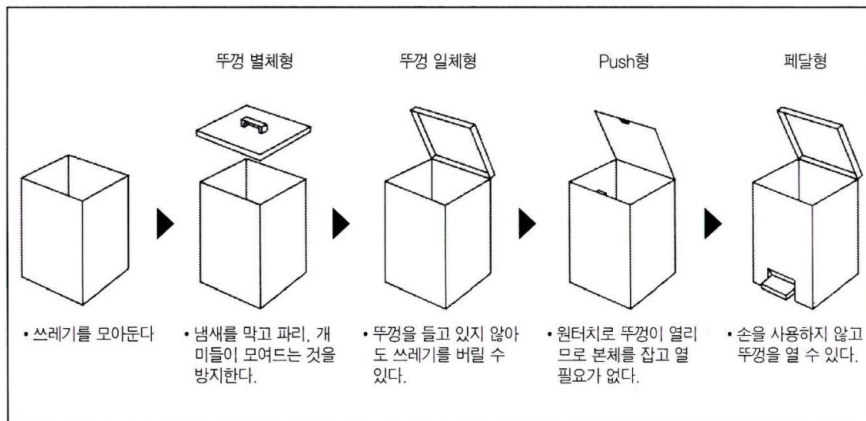 뚜껑 별체형
뚜껑 일체형
Push형
페달형
• 쓰레기를 모아둔다
• 냄새를 막고 파리, 개
미들이 모여드는 것을
방지한다.
• 뚜껑을 들고 있지 않아
도 쓰레기를 버릴 수
있다.
• 원터치로 뚜껑이 열리
므로 본체를 잡고 열
필요가 없다.
• 손을 사용하지 않고
뚜껑을 열 수 있다.